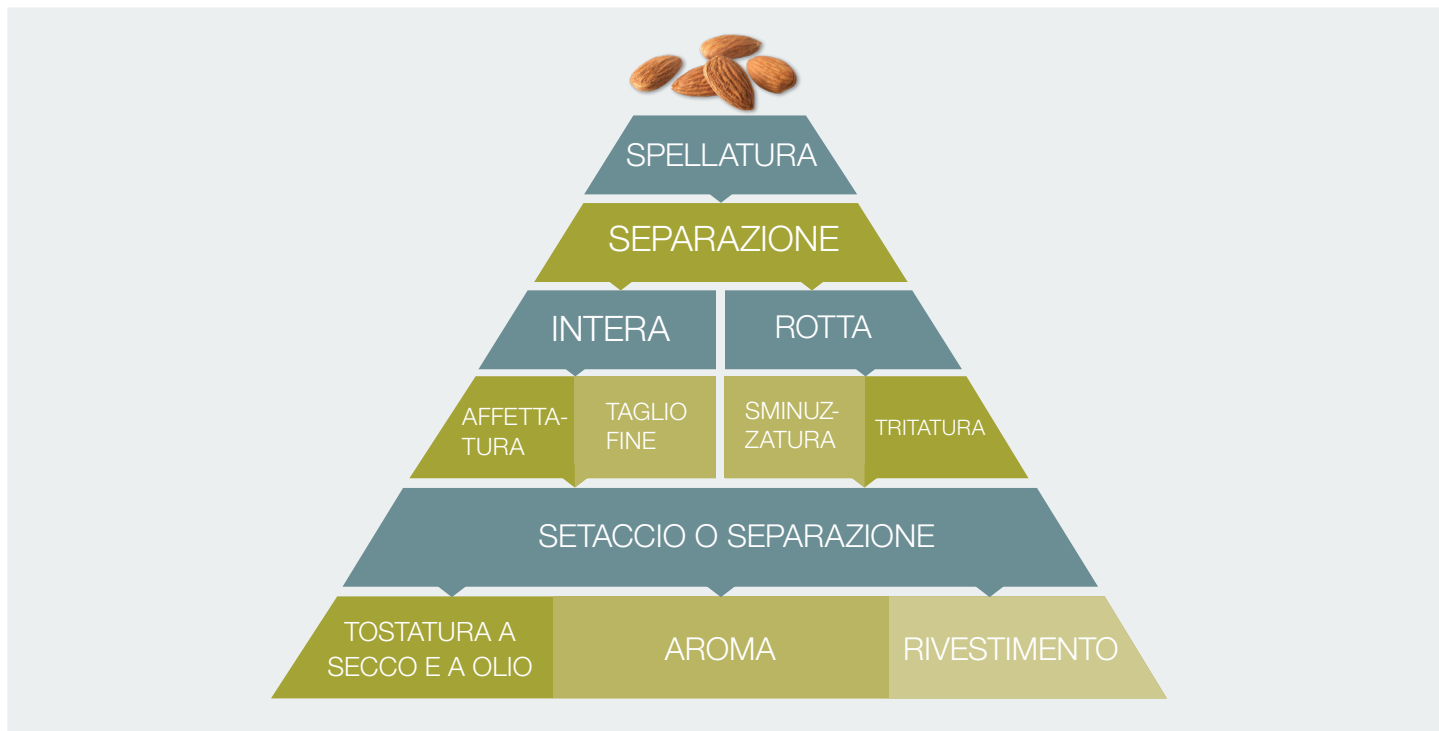 SPELLATURA
SEPARAZIONE
INTERA
ROTTA
AFFETTA-
TURA
TAGLIO
FINE
SMINUZ-
ZATURA
TRITATURA
SETACCIO O SEPARAZIONE
TOSTATURA A
SECCO E A OLIO
AROMA
RIVESTIMENTO